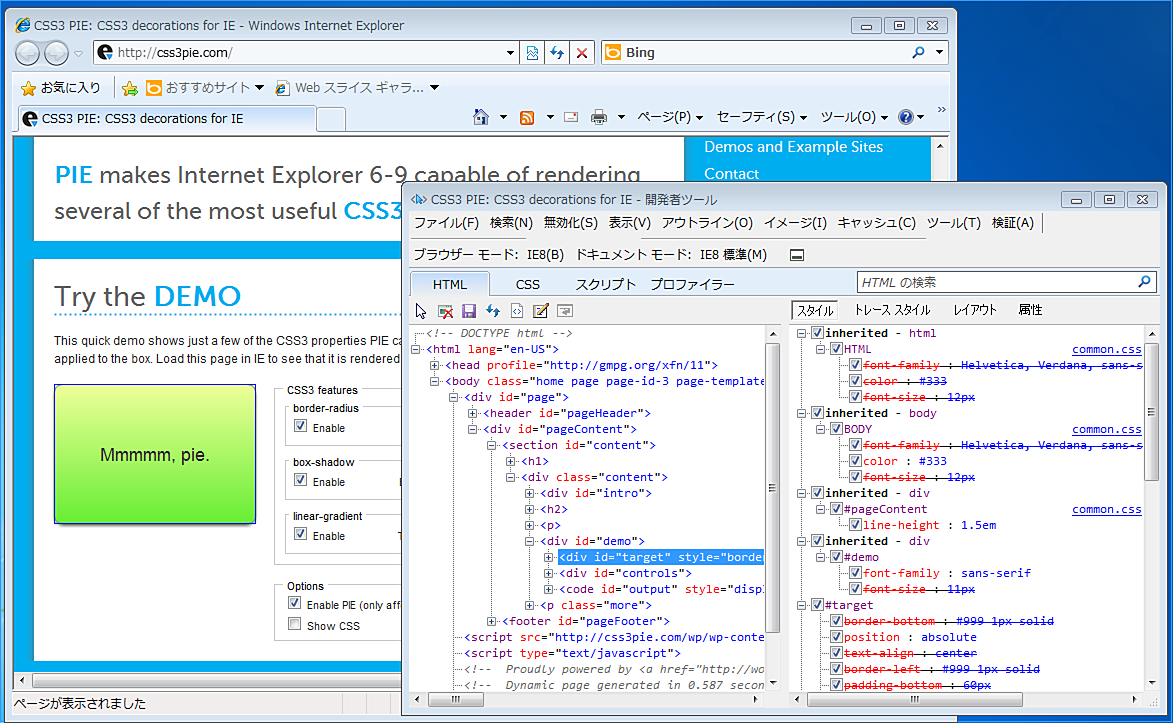 CSS3 PIE: CSS3 decorations for IE - Windows Internet Explorer
http://css3pie.com/
Bing
お気に入り
おすすめサイト
Web スライス ギャラ...
CSS3 PIE: CSS3 decorations for IE
ページ(P)
セーフティ(S)
ツール(O)
»
PIE makes Internet Explorer 6-9 capable of rendering
several of the most useful CSS3
Demos and Example Sites
Contact
Try the DEMO
This quick demo shows just a few of the CSS3 properties PIE ca
applied to the box. Load this page in IE to see that it is rendered
Mmmmm, pie.
CSS3 features
border-radius
Enable
box-shadow
Enable
linear-gradient
Enable
Options
Enable PIE (only aff
Show CSS
ページが表示されました
CSS3 PIE: CSS3 decorations for IE - 開発者ツール
ファイル(F) 検索(N) 無効化(S) 表示(V) アウトライン(O) イメージ(I) キャッシュ(C) ツール(T) 検証(A)
ブラウザー モード: IE8(B) ドキュメント モード: IE8 標準(M)
HTML CSS スクリプト プロファイラー
HTML の検索
<!-- DOCTYPE html -->
<html lang="en-US">
<head profile="http://gmpg.org/xfn/11">
<body class="home page page-id-3 page-template
<div id="page">
<header id="pageHeader">
<div id="pageContent">
<section id="content">
<h1>
<div class="content">
<div id="intro">
<h2>
<p>
<div id="demo">
<div id="target" style="border
<div id="controls">
<code id="output" style="displ
<p class="more">
<footer id="pageFooter">
<script src="http://css3pie.com/wp/wp-conte
<script type="text/javascript">
<!-- Proudly powered by <a href="http://wo
<!-- Dynamic page generated in 0.587 secon
スタイル トレース スタイル レイアウト 属性
inherited - html
HTML common.css
font-family : Helvetica, Verdana, sans-s
color : #333
font-size : 12px
inherited - body
BODY common.css
font-family : Helvetica, Verdana, sans-s
color : #333
font-size : 12px
inherited - div
#pageContent common.css
line-height : 1.5em
inherited - div
#demo
font-family : sans-serif
font-size : 11px
#target
border-bottom : #999 1px solid
position : absolute
text-align : center
border-left : #999 1px solid
padding-bottom : 60px